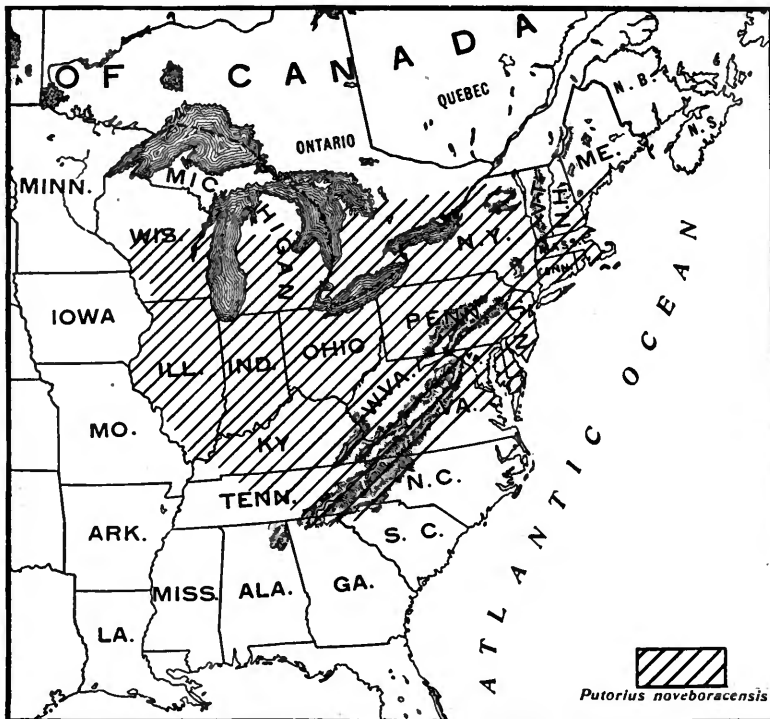 OF CANADA
QUEBEC
N.B.
N.S.
ONTARIO
ME.
MINN.
MICHIGAN
VT.
N.H.
WIS.
N.Y.
MASS.
CONN.
IOWA
PENN.
N.J.
ILL.
IND.
OHIO
W.VA.
VA.
MO.
KY
N.C.
TENN.
ARK.
S. C.
MISS.
ALA.
GA.
LA.
ATLANTIC OCEAN
Putorius noveboracensis